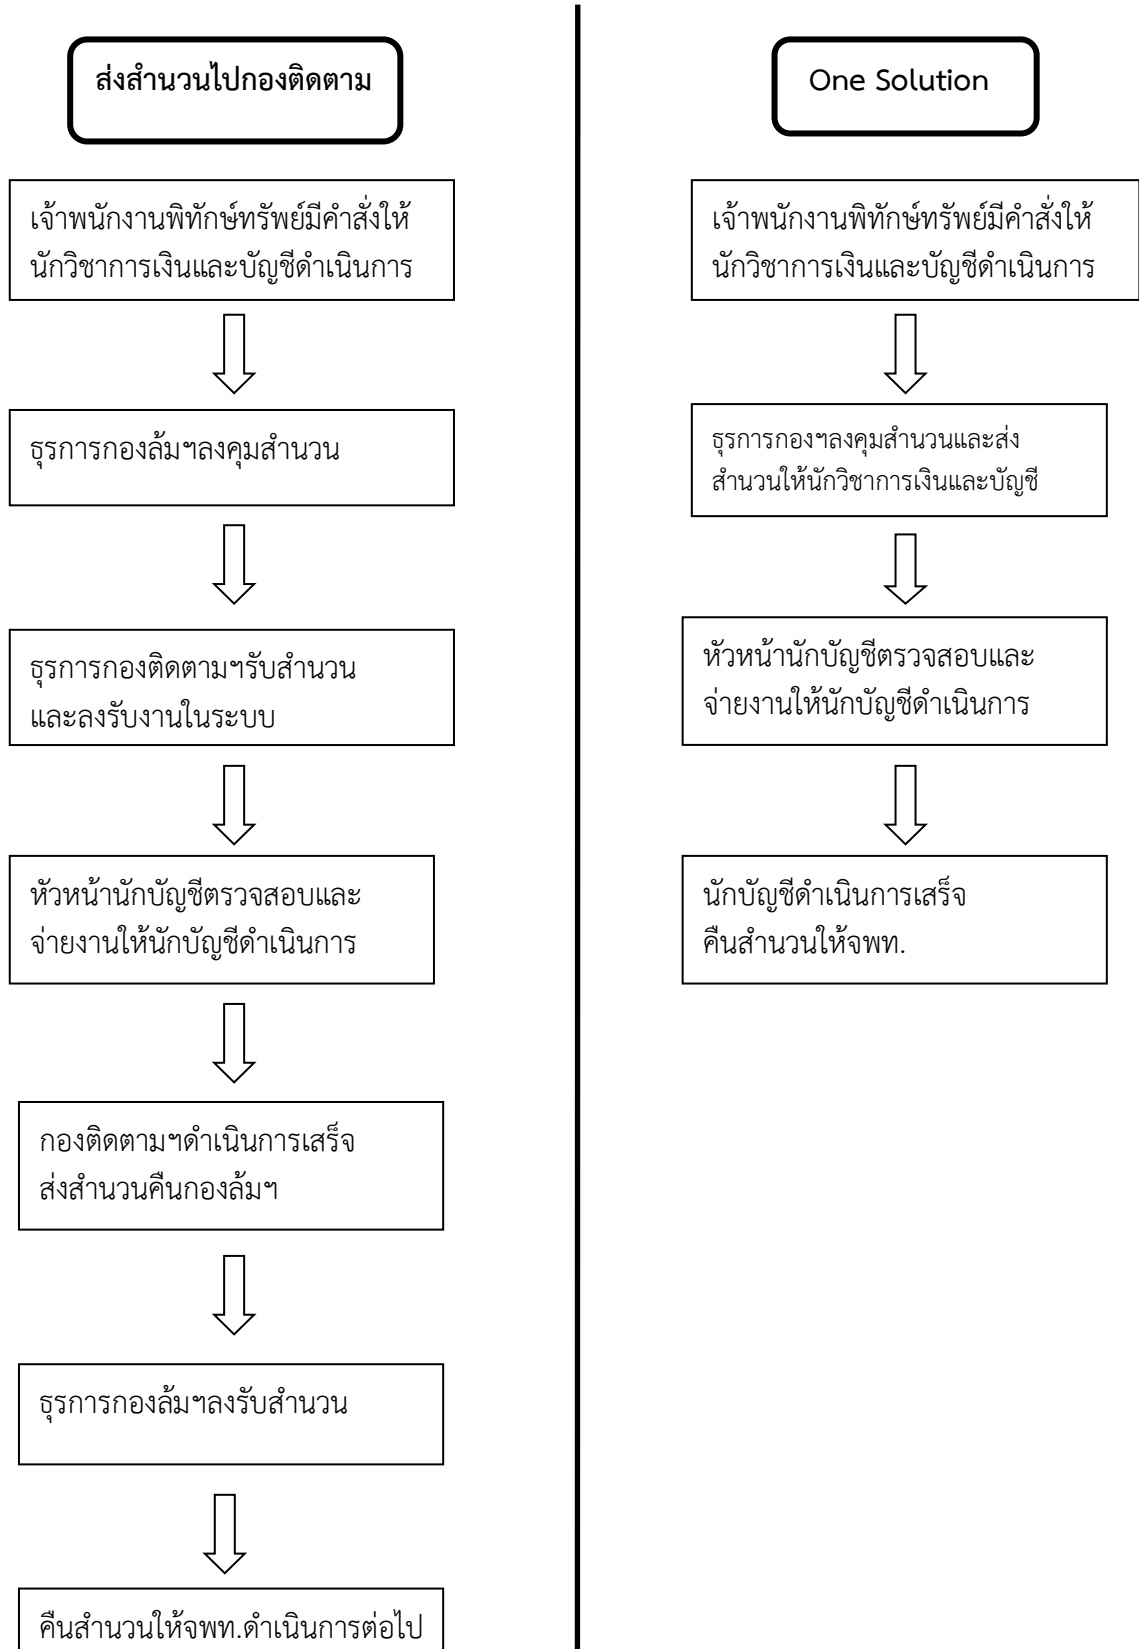 ส่งสำนวนไปกองติดตาม
เจ้าพนักงานพิทักษ์ทรัพย์มีคำสั่งให้
นักวิชาการเงินและบัญชีดำเนินการ
ธุรการกองล้มฯลงคุมสำนวน
ธุรการกองติดตามฯรับสำนวน
และลงรับงานในระบบ
หัวหน้านักบัญชีตรวจสอบและ
จ่ายงานให้นักบัญชีดำเนินการ
กองติดตามฯดำเนินการเสร็จ
ส่งสำนวนคืนกองล้มฯ
ธุรการกองล้มฯลงรับสำนวน
คืนสำนวนให้จพท.ดำเนินการต่อไป
One Solution
เจ้าพนักงานพิทักษ์ทรัพย์มีคำสั่งให้
นักวิชาการเงินและบัญชีดำเนินการ
ธุรการกองฯลงคุมสำนวนและส่ง
สำนวนให้นักวิชาการเงินและบัญชี
หัวหน้านักบัญชีตรวจสอบและ
จ่ายงานให้นักบัญชีดำเนินการ
นักบัญชีดำเนินการเสร็จ
คืนสำนวนให้จพท.